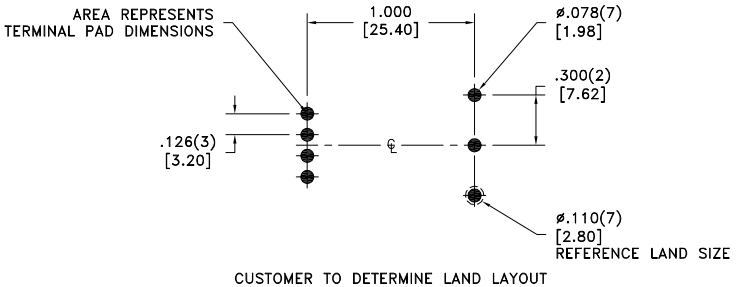 AREA REPRESENTS
TERMINAL PAD DIMENSIONS
1.000
[25.40]
ø.078(7)
[1.98]
.300(2)
[7.62]
.126(3)
[3.20]
℄
ø.110(7)
[2.80]
REFERENCE LAND SIZE
CUSTOMER TO DETERMINE LAND LAYOUT